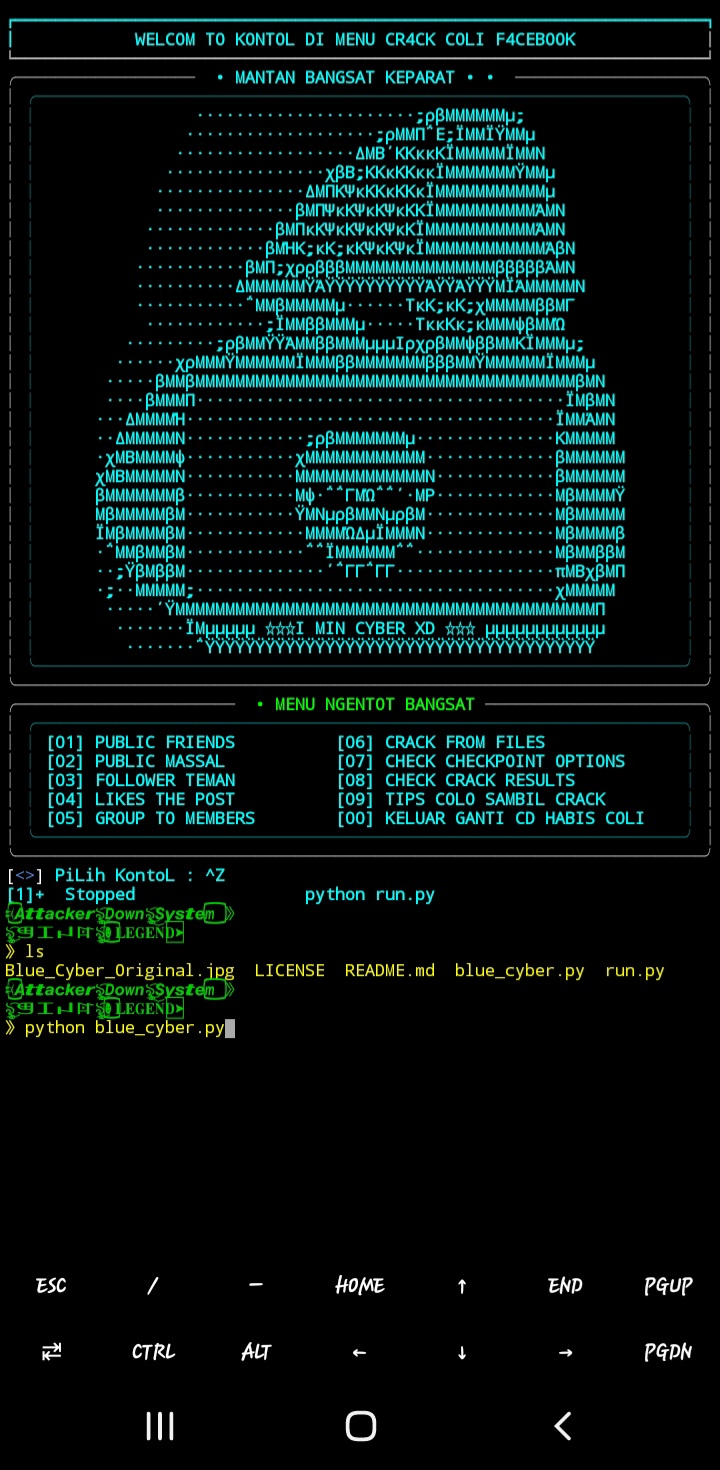 WELCOM TO KONTOL DI MENU CR4CK COLI F4CEBOOK
• MANTAN BANGSAT KEPARAT • •
☆☆☆I MIN CYBER XD ☆☆☆
• MENU NGENTOT BANGSAT
[01] PUBLIC FRIENDS [06] CRACK FROM FILES
[02] PUBLIC MASSAL [07] CHECK CHECKPOINT OPTIONS
[03] FOLLOWER TEMAN [08] CHECK CRACK RESULTS
[04] LIKES THE POST [09] TIPS COLO SAMBIL CRACK
[05] GROUP TO MEMBERS [00] KELUAR GANTI CD HABIS COLI
[<>] PiLih KontoL : ^Z
[1]+ Stopped python run.py
Attacker Down System
LEGEND
》 ls
Blue_Cyber_Original.jpg LICENSE README.md blue_cyber.py run.py
Attacker Down System
LEGEND
》 python blue_cyber.py
ESC / — HOME ↑ END PGUP
⇄ CTRL ALT ← ↓ → PGDN